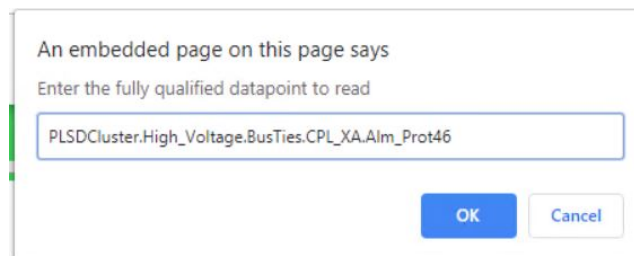 An embedded page on this page says
Enter the fully qualified datapoint to read
PLSDCluster.High_Voltage.BusTies.CPL_XA.Alm_Prot46
OK
Cancel